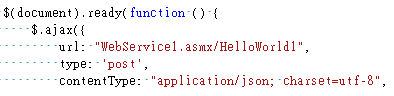 $(document).ready(function () {
$.ajax({
url: "WebService1.asmx/HelloWorld1",
type: 'post',
contentType: "application/json; charset=utf-8",